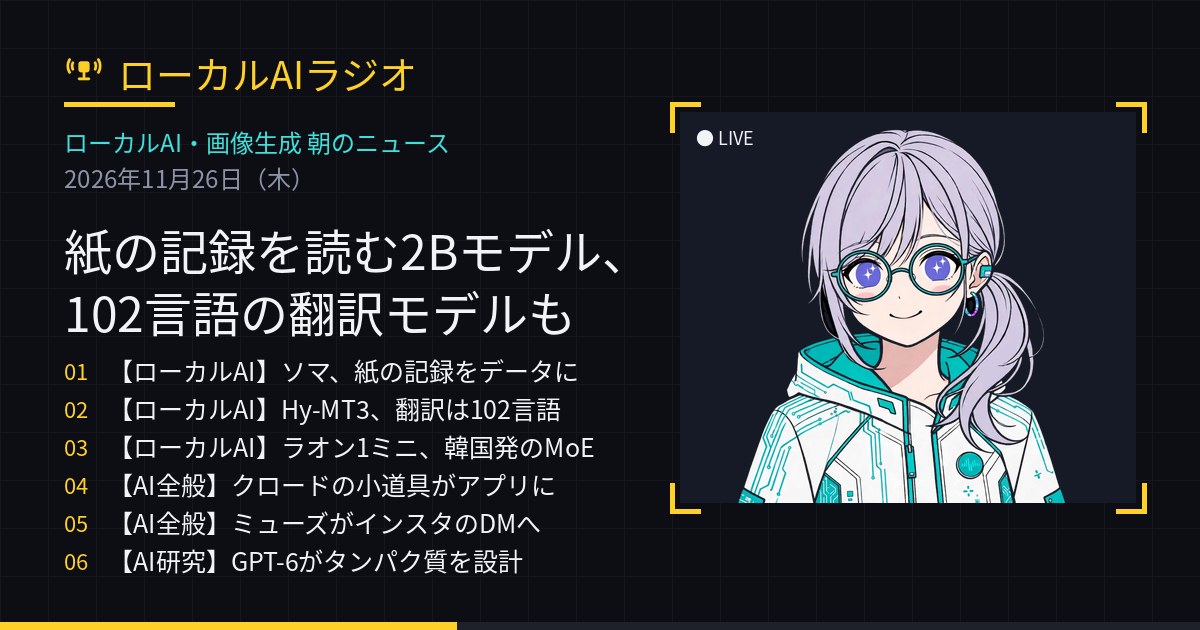 ローカルAIラジオ
ローカルAI・画像生成 朝のニュース
2026年11月26日（木）
紙の記録を読む2Bモデル、
102言語の翻訳モデルも
01 【ローカルAI】ソマ、紙の記録をデータに
02 【ローカルAI】Hy-MT3、翻訳は102言語
03 【ローカルAI】ラオン1ミニ、韓国発のMoE
04 【AI全般】クロードの小道具がアプリに
05 【AI全般】ミューズがインスタのDMへ
06 【AI研究】GPT-6がタンパク質を設計
LIVE